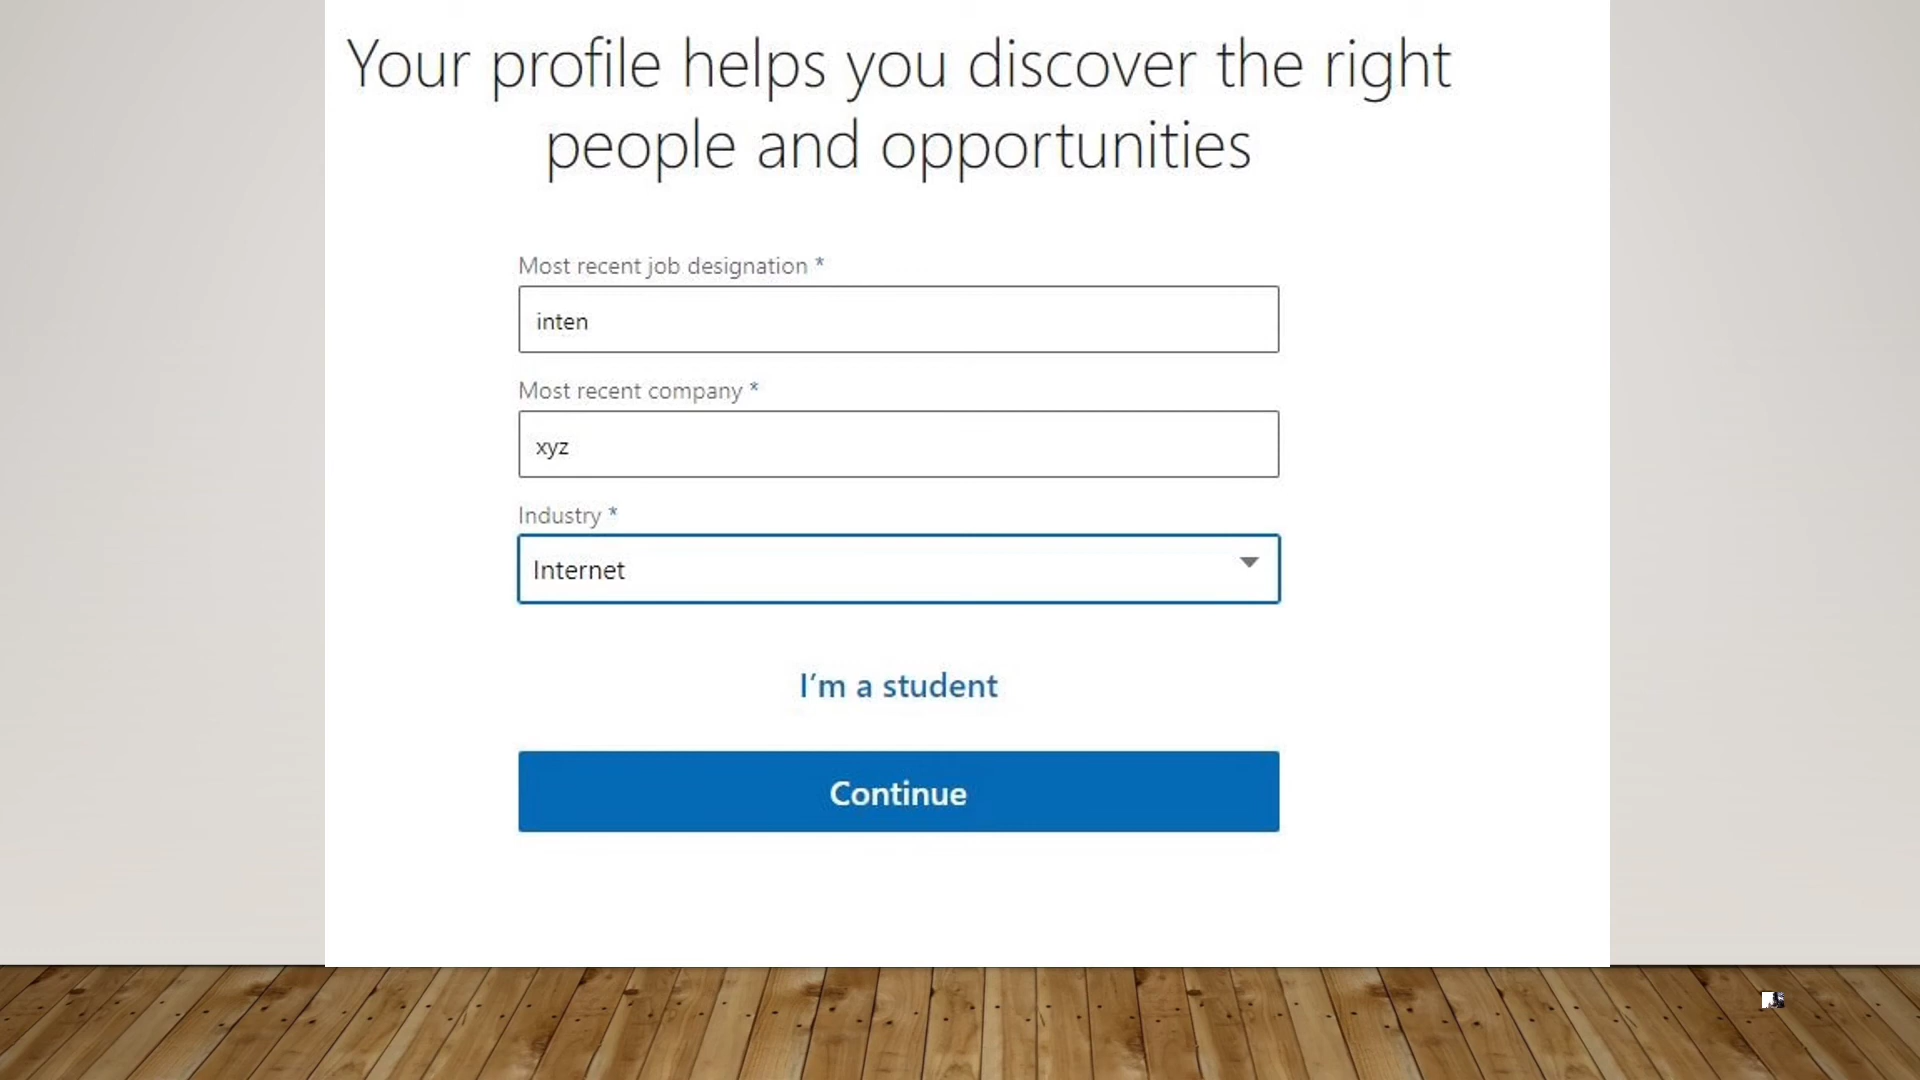 Your profile helps you discover the right
people and opportunities
Most recent job designation *
inten
Most recent company *
xyz
Industry *
Internet
I'm a student
Continue